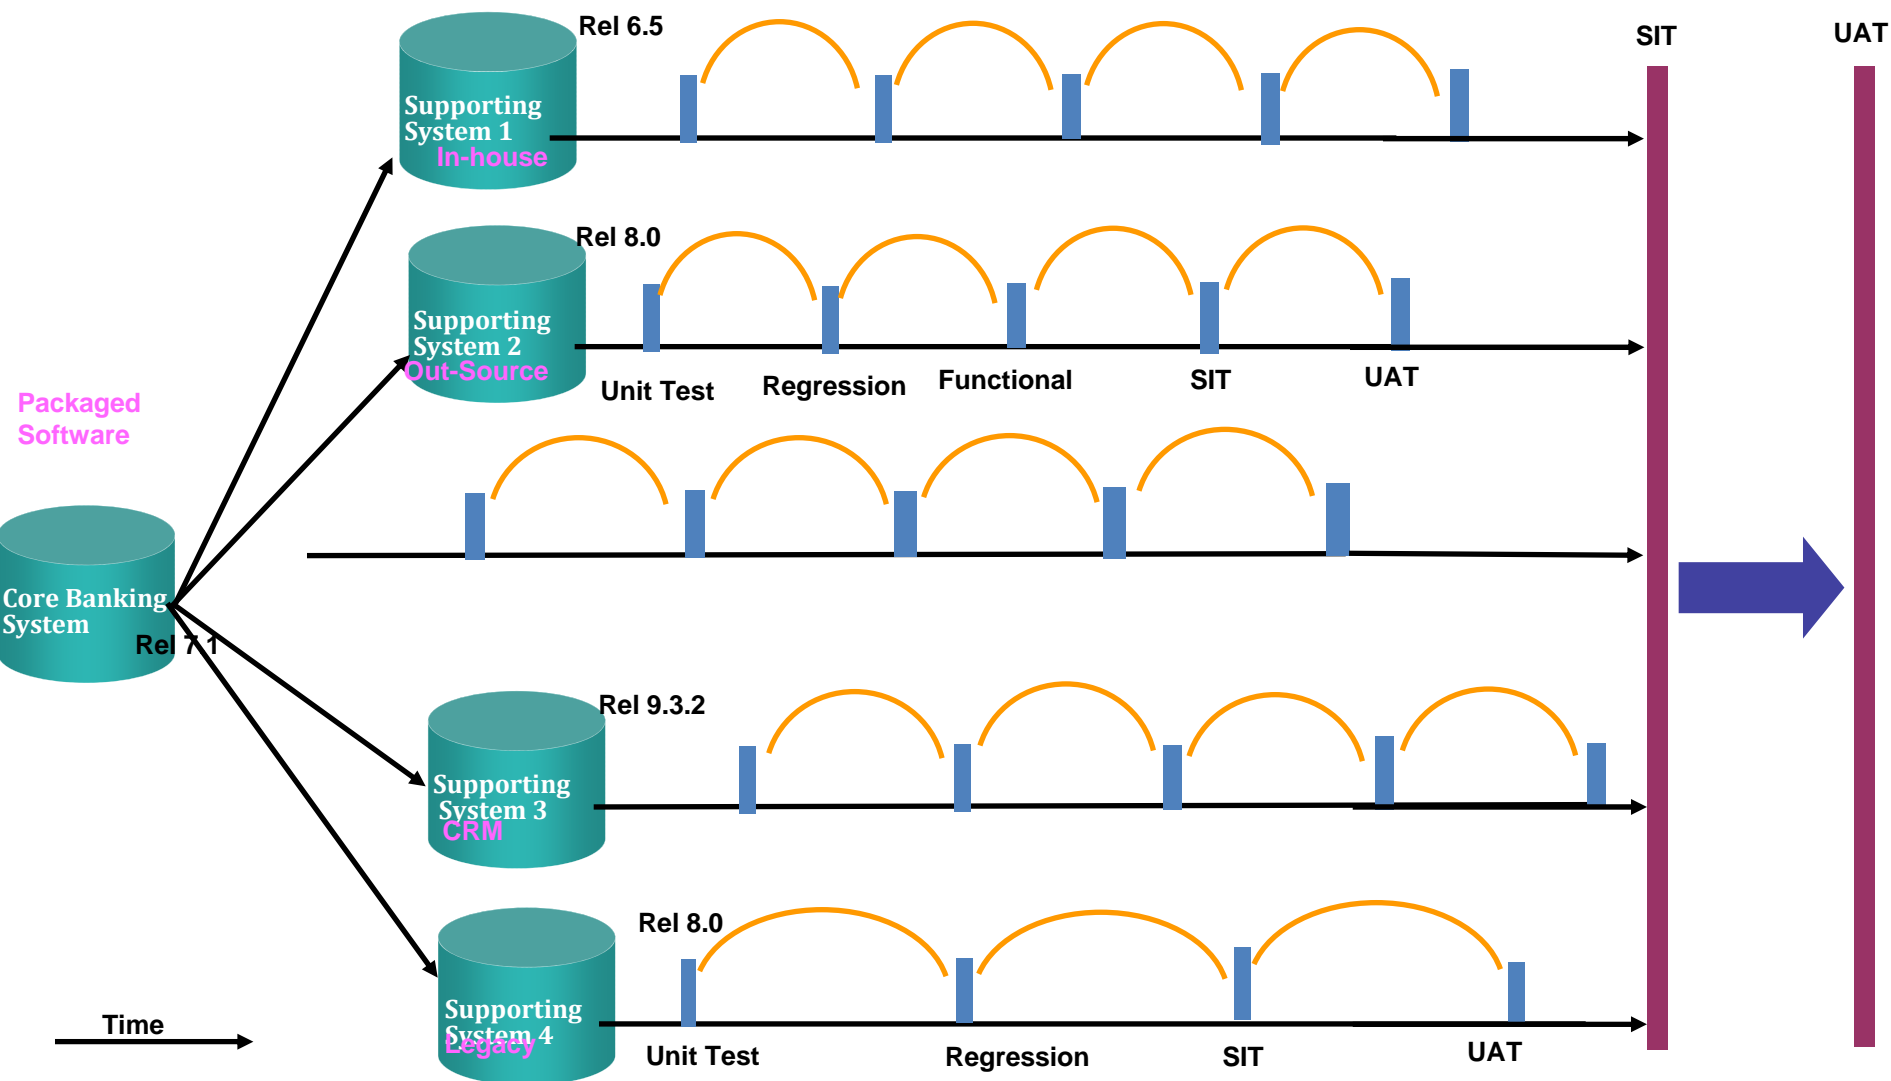 Rel 6.5
SIT
UAT
Supporting
System 1
In-house
Rel 8.0
Supporting
System 2
Out-Source
Unit Test
Regression
Functional
SIT
UAT
Packaged
Software
Core Banking
System
Rel 7.1
Rel 9.3.2
Supporting
System 3
CRM
Rel 8.0
Supporting
System 4
Legacy
Unit Test
Regression
SIT
UAT
Time